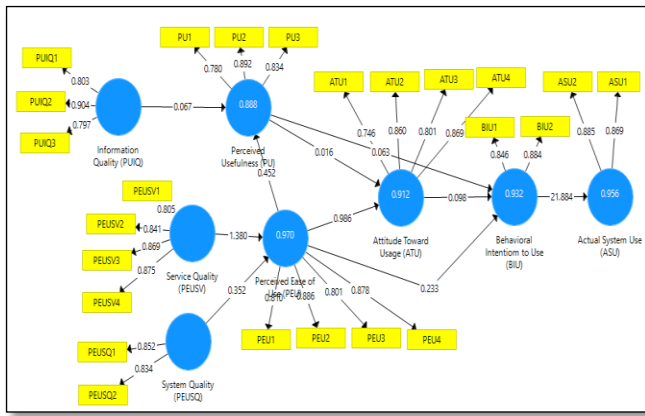 PU1
PU2
PU3
PUIQ1
PUIQ2
PUIQ3
0.803
0.904
0.797
0.780
0.892
0.834
0.067
0.888
Information
Quality (PUIQ)
Perceived
Usefulness (PU)
ATU1
ATU2
ATU3
ATU4
0.746
0.860
0.801
0.869
ASU2
ASU1
0.885
0.869
BIU1
BIU2
0.846
0.884
0.063
0.016
0.452
0.912
0.098
0.932
21.884
0.956
Attitude Toward
Usage (ATU)
Behavioral
Intentiom to Use
(BIU)
Actual System Use
(ASU)
PEUSV1
PEUSV2
PEUSV3
PEUSV4
0.805
0.841
0.869
0.875
1.380
0.970
0.986
0.233
Service Quality
(PEUSV)
Perceived Ease
of Use (PEU)
0.352
0.810
0.886
0.801
0.878
PEU1
PEU2
PEU3
PEU4
PEUSQ1
PEUSQ2
0.852
0.834
System Quality
(PEUSQ)